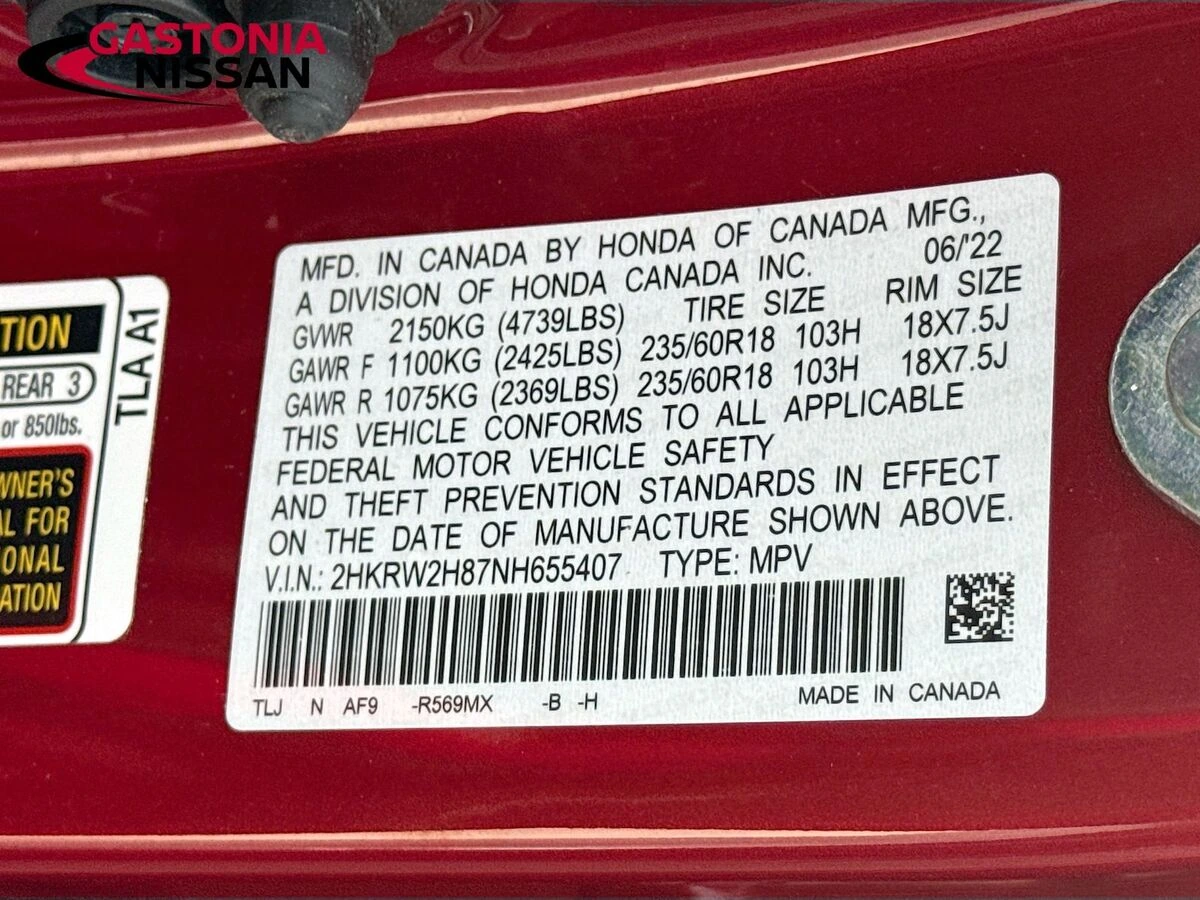 GASTONIA
NISSAN
TION
REAR 3
or 850lbs.
WNER'S
AL FOR
IONAL
ATION
TLA A1
MFD. IN CANADA BY HONDA OF CANADA MFG.,
A DIVISION OF HONDA CANADA INC. 06/'22
GVWR 2150KG (4739LBS) TIRE SIZE RIM SIZE
GAWR F 1100KG (2425LBS) 235/60R18 103H 18X7.5J
GAWR R 1075KG (2369LBS) 235/60R18 103H 18X7.5J
THIS VEHICLE CONFORMS TO ALL APPLICABLE
FEDERAL MOTOR VEHICLE SAFETY
AND THEFT PREVENTION STANDARDS IN EFFECT
ON THE DATE OF MANUFACTURE SHOWN ABOVE.
V.I.N.: 2HKRW2H87NH655407 TYPE: MPV
TLJ N AF9 -R569MX -B -H MADE IN CANADA